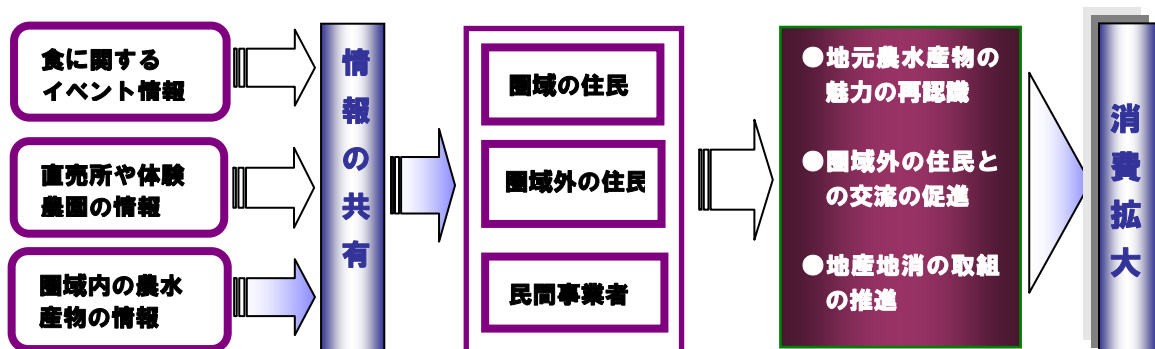 食に関する
イベント情報
直売所や体験
農園の情報
圏域内の農水
産物の情報
情報の共有
圏域の住民
圏域外の住民
民間事業者
●地元農水産物の
魅力の再認識
●圏域外の住民と
の交流の促進
●地産地消の取組
の推進
消費拡大